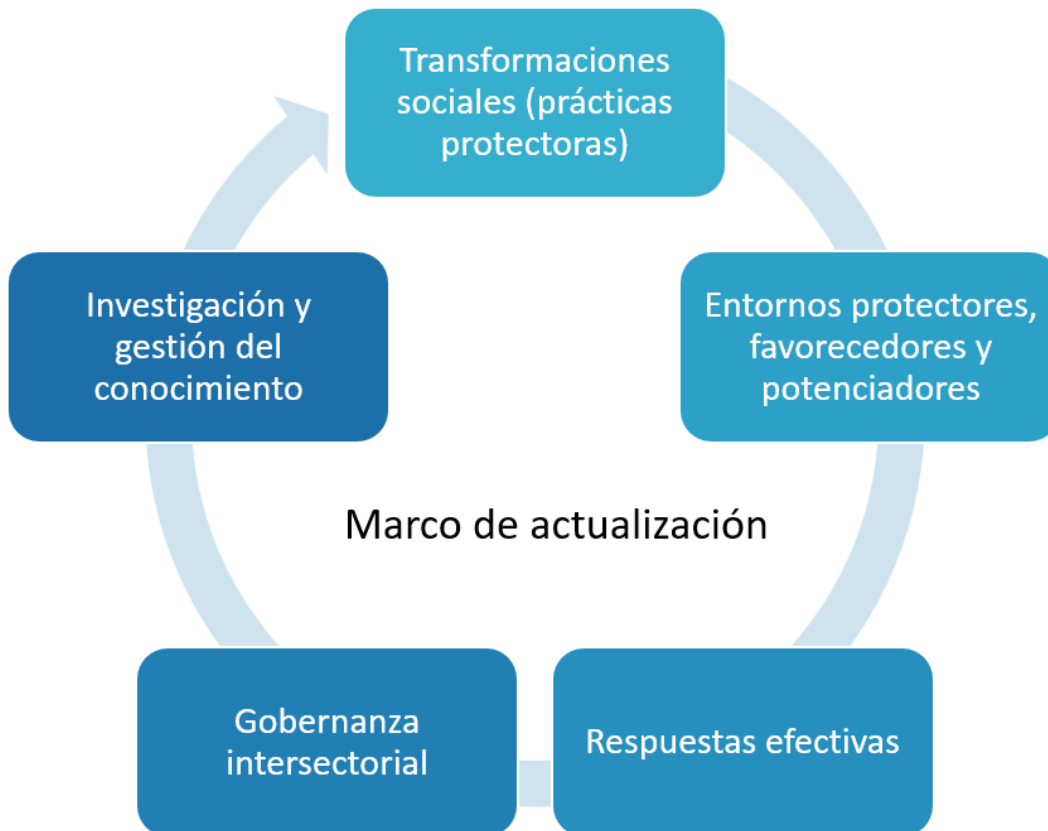 Transformaciones
sociales (prácticas
protectoras)
Entornos protectores,
favorecedores y
potenciadores
Respuestas efectivas
Gobernanza
intersectorial
Investigación y
gestión del
conocimiento
Marco de actualización